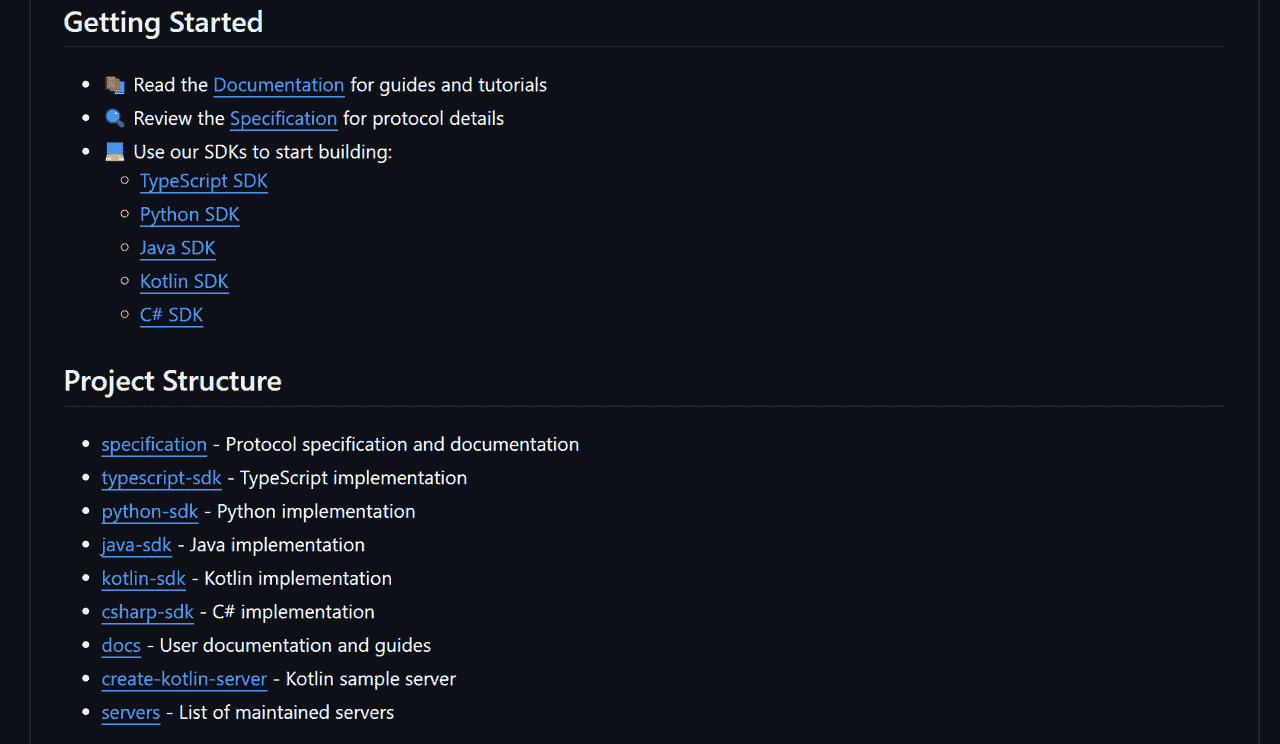 Getting Started
Read the Documentation for guides and tutorials
Review the Specification for protocol details
Use our SDKs to start building:
TypeScript SDK
Python SDK
Java SDK
Kotlin SDK
C# SDK
Project Structure
specification - Protocol specification and documentation
typescript-sdk - TypeScript implementation
python-sdk - Python implementation
java-sdk - Java implementation
kotlin-sdk - Kotlin implementation
csharp-sdk - C# implementation
docs - User documentation and guides
create-kotlin-server - Kotlin sample server
servers - List of maintained servers